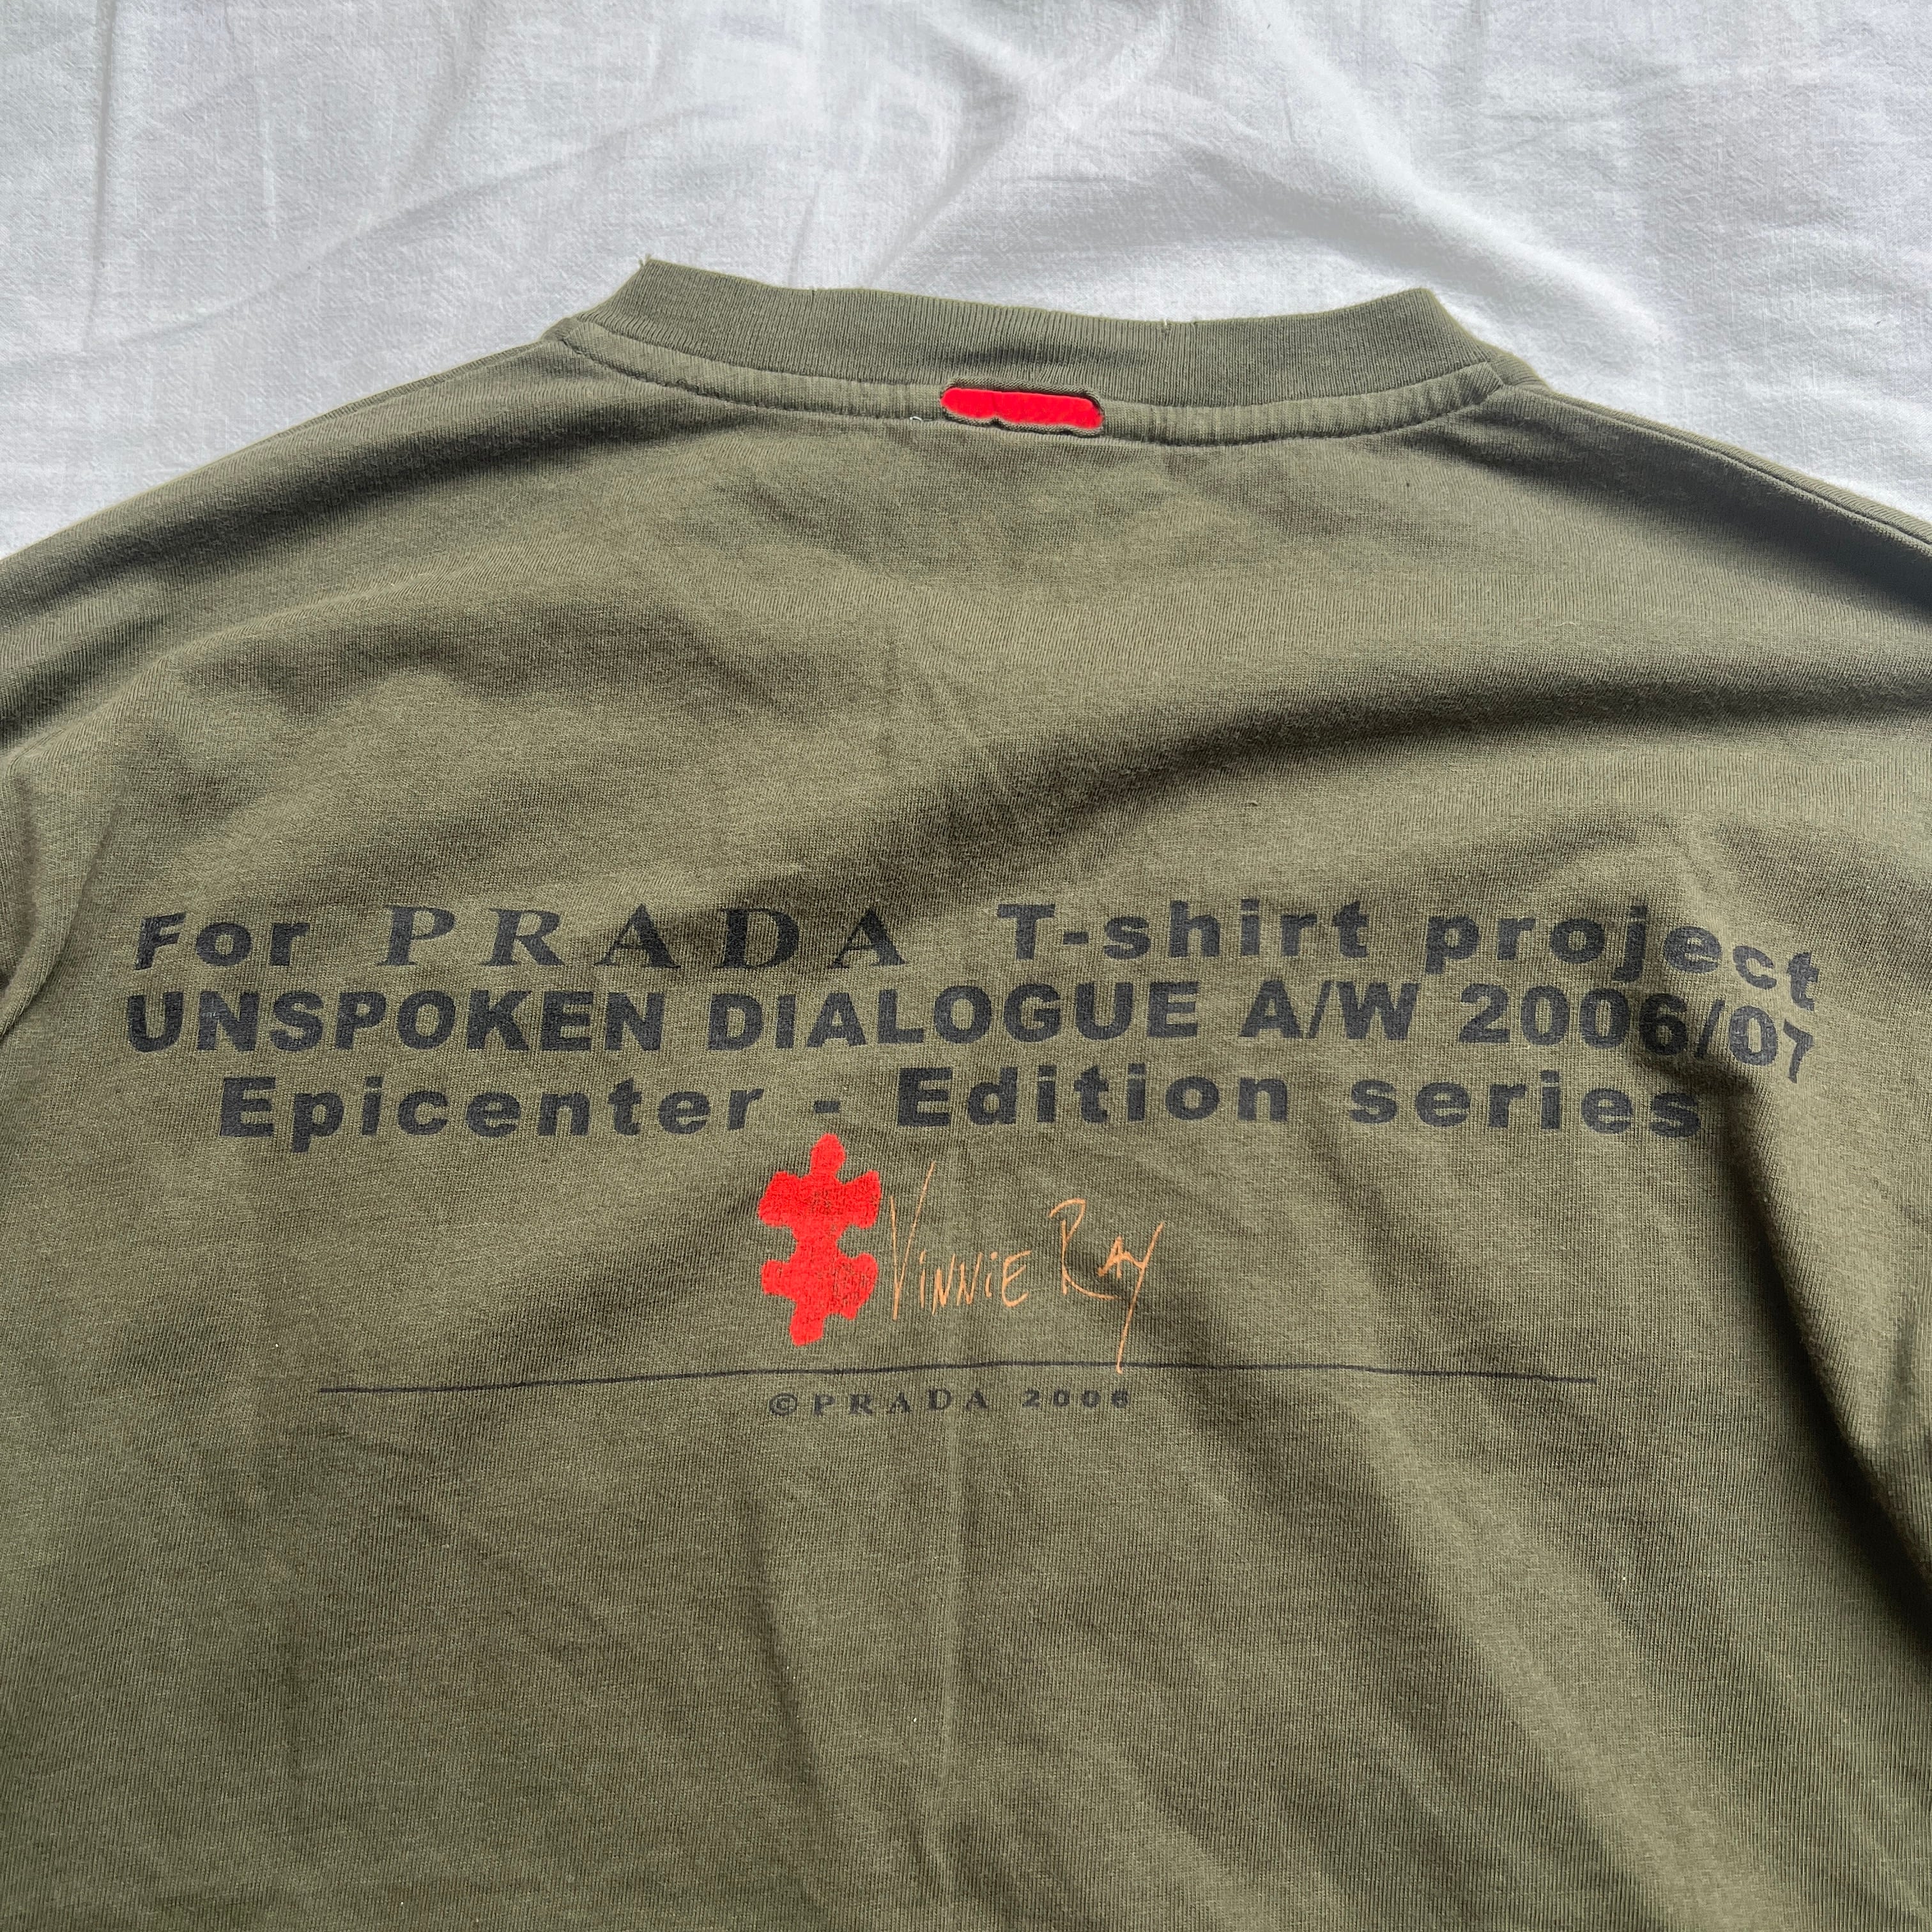 For PRADA T-shirt project
UNSPOKEN DIALOGUE A/W 2006/07
Epicenter - Edition series
VINNiE RAY
©PRADA 2006